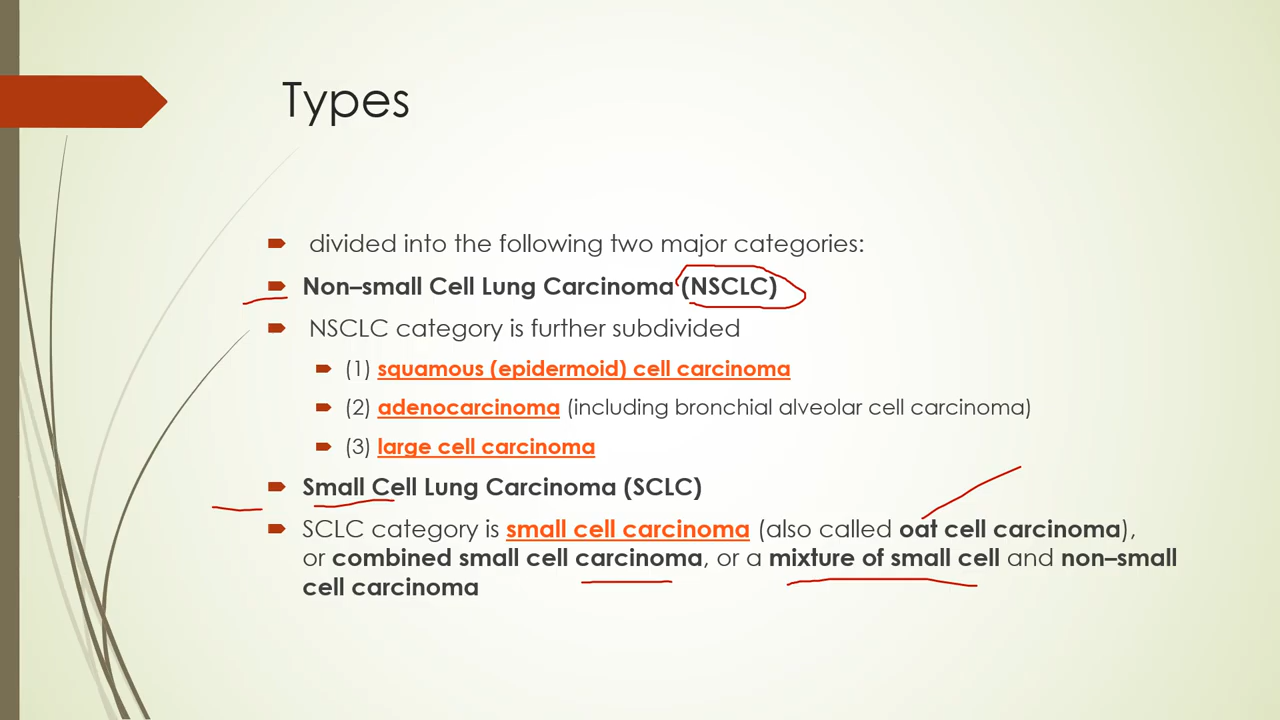 Types
divided into the following two major categories:
Non–small Cell Lung Carcinoma (NSCLC)
NSCLC category is further subdivided
(1) squamous (epidermoid) cell carcinoma
(2) adenocarcinoma (including bronchial alveolar cell carcinoma)
(3) large cell carcinoma
Small Cell Lung Carcinoma (SCLC)
SCLC category is small cell carcinoma (also called oat cell carcinoma),
or combined small cell carcinoma, or a mixture of small cell and non–small
cell carcinoma